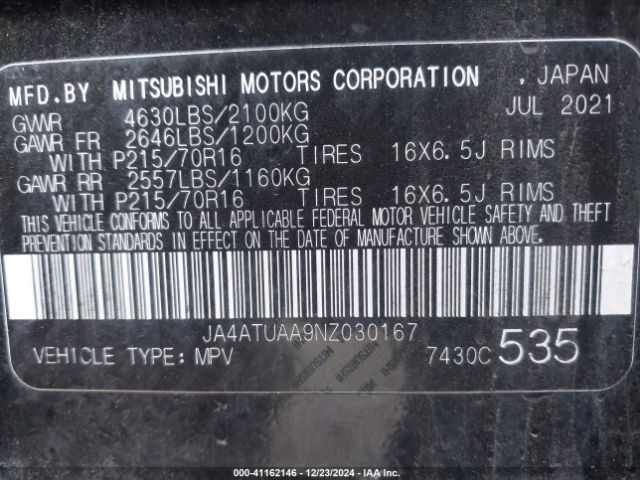 MFD.BY MITSUBISHI MOTORS CORPORATION , JAPAN
GVWR 4630LBS/2100KG JUL 2021
GAWR FR 2646LBS/1200KG
WITH P215/70R16 TIRES 16X6.5J RIMS
GAWR RR 2557LBS/1160KG
WITH P215/70R16 TIRES 16X6.5J RIMS
THIS VEHICLE CONFORMS TO ALL APPLICABLE FEDERAL MOTOR VEHICLE SAFETY AND THEFT
PREVENTION STANDARDS IN EFFECT ON THE DATE OF MANUFACTURE SHOWN ABOVE.
JA4ATUAA9NZ030167
VEHICLE TYPE: MPV 7430C 535
MITSUBISHI
000-41162146 - 12/23/2024 - IAA Inc.